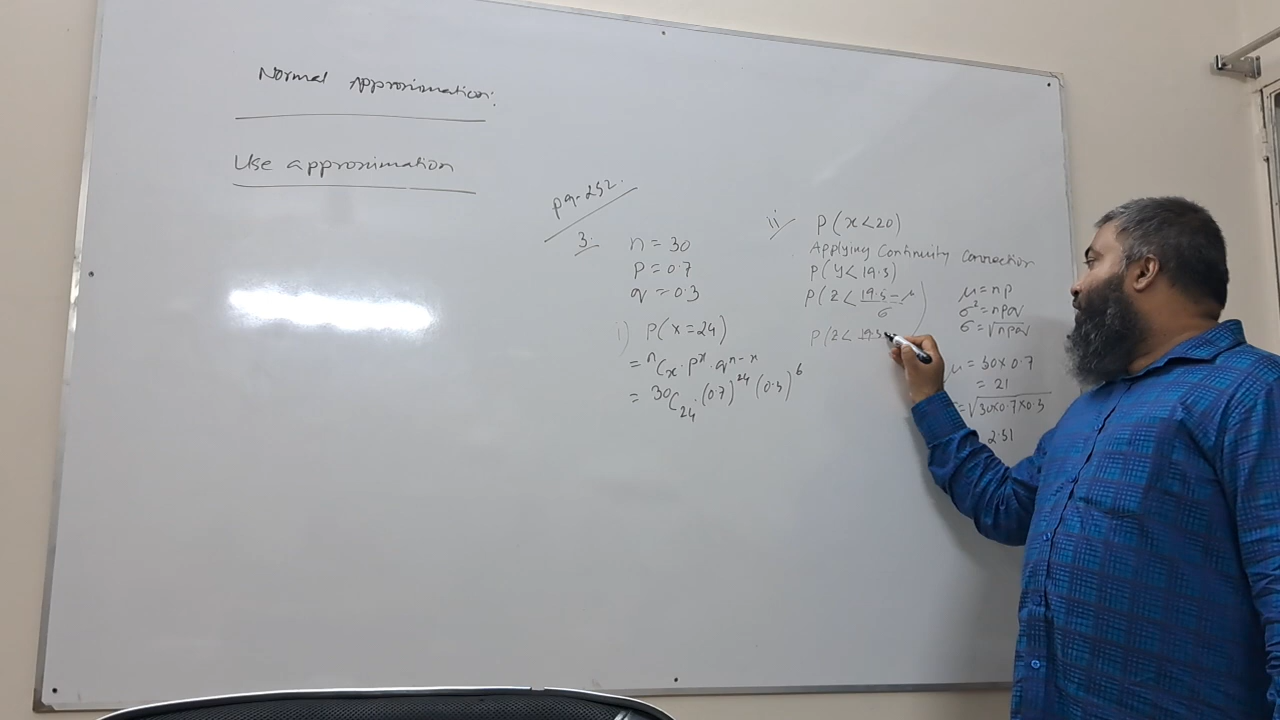 Normal Approximation:
Use approximation
pg-252.
3. n = 30
p = 0.7
q = 0.3
i) P(x = 24)
= ⁿCₓ · pˣ · qⁿ⁻ˣ
= ³⁰C₂₄ · (0.7)²⁴ (0.3)⁶
ii P(x < 20)
Applying Continuity Correction
P(Y < 19.5)
P(Z < (19.5 - μ)/σ)
P(Z < 19.5
μ = np
σ² = npq
σ = √npq
μ = 30 × 0.7
= 21
= √30×0.7×0.3
2.51